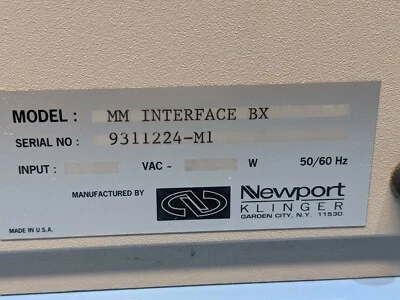 MODEL : MM INTERFACE BX
SERIAL NO : 9311224-M1
INPUT : VAC ~ W 50/60 Hz
MANUFACTURED BY Newport
KLINGER
GARDEN CITY, N.Y. 11530
MADE IN U.S.A.